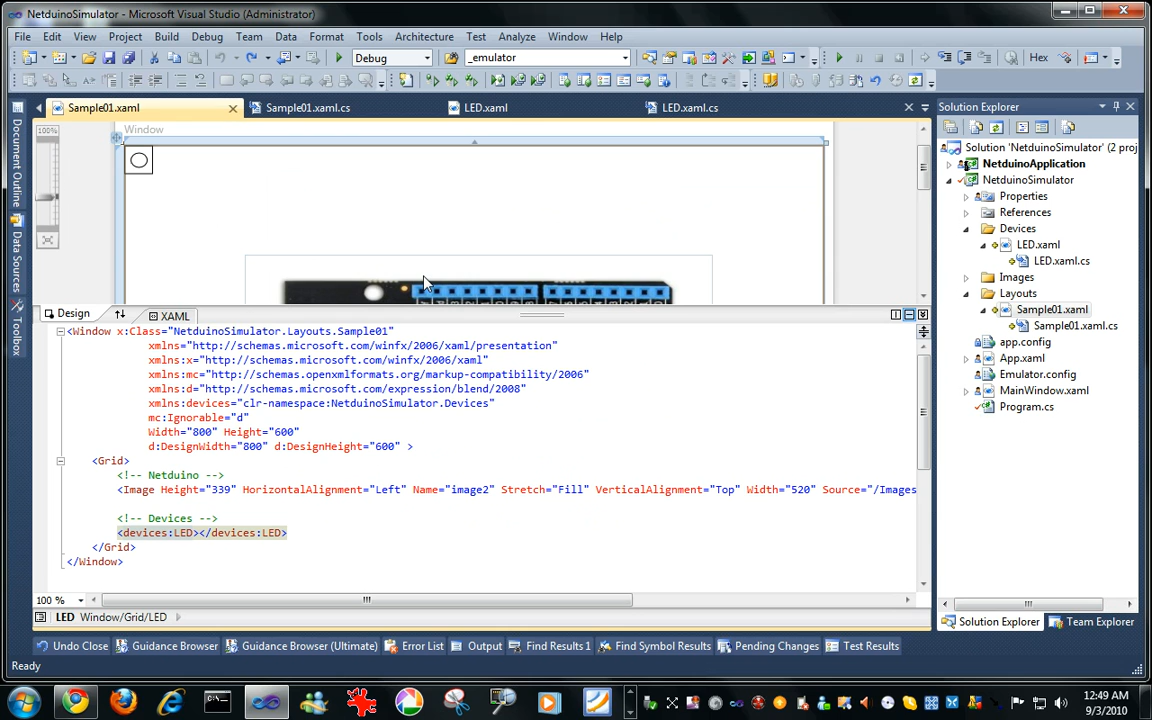 NetduinoSimulator - Microsoft Visual Studio (Administrator)
File Edit View Project Build Debug Team Data Format Tools Architecture Test Analyze Window Help
Debug _emulator Hex
Sample01.xaml Sample01.xaml.cs LED.xaml LED.xaml.cs
Solution Explorer
100% Window
Document Outline
Data Sources
Toolbox
Solution 'NetduinoSimulator' (2 proj
NetduinoApplication
NetduinoSimulator
Properties
References
Devices
LED.xaml
LED.xaml.cs
Images
Layouts
Sample01.xaml
Sample01.xaml.cs
app.config
App.xaml
Emulator.config
MainWindow.xaml
Program.cs
Design XAML
<Window x:Class="NetduinoSimulator.Layouts.Sample01"
xmlns="http://schemas.microsoft.com/winfx/2006/xaml/presentation"
xmlns:x="http://schemas.microsoft.com/winfx/2006/xaml"
xmlns:mc="http://schemas.openxmlformats.org/markup-compatibility/2006"
xmlns:d="http://schemas.microsoft.com/expression/blend/2008"
xmlns:devices="clr-namespace:NetduinoSimulator.Devices"
mc:Ignorable="d"
Width="800" Height="600"
d:DesignWidth="800" d:DesignHeight="600" >
<Grid>
<!-- Netduino -->
<Image Height="339" HorizontalAlignment="Left" Name="image2" Stretch="Fill" VerticalAlignment="Top" Width="520" Source="/Images
<!-- Devices -->
<devices:LED></devices:LED>
</Grid>
</Window>
100 %
LED Window/Grid/LED
Solution Explorer Team Explorer
Undo Close Guidance Browser Guidance Browser (Ultimate) Error List Output Find Results 1 Find Symbol Results Pending Changes Test Results
Ready
12:49 AM
9/3/2010